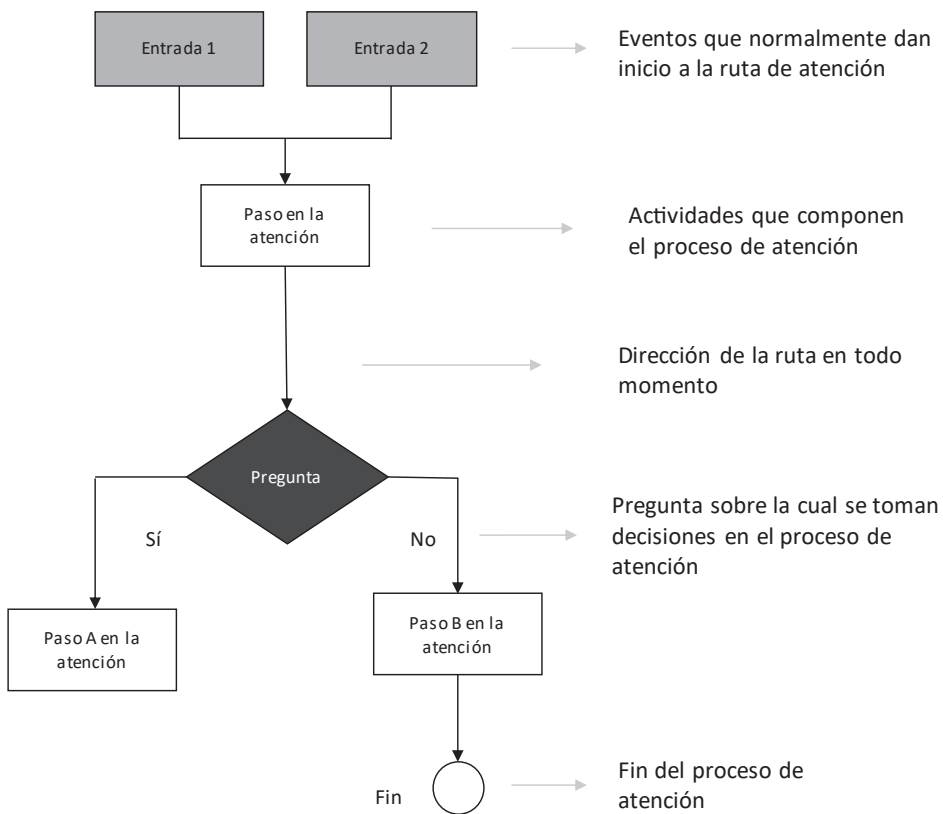 Entrada 1
Entrada 2
Eventos que normalmente dan
inicio a la ruta de atención
Paso en la
atención
Actividades que componen
el proceso de atención
Dirección de la ruta en todo
momento
Pregunta
Sí
No
Pregunta sobre la cual se toman
decisiones en el proceso de
atención
Paso A en la
atención
Paso B en la
atención
Fin
Fin del proceso de
atención